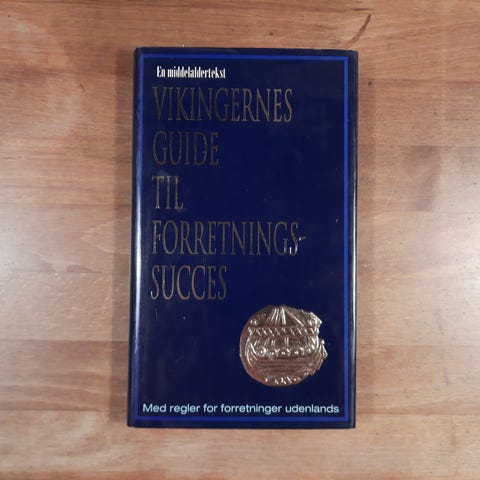 En middelaldertekst
VIKINGERNES
GUIDE
TIL
FORRETNINGS-
SUCCES
Med regler for forretninger udenlands